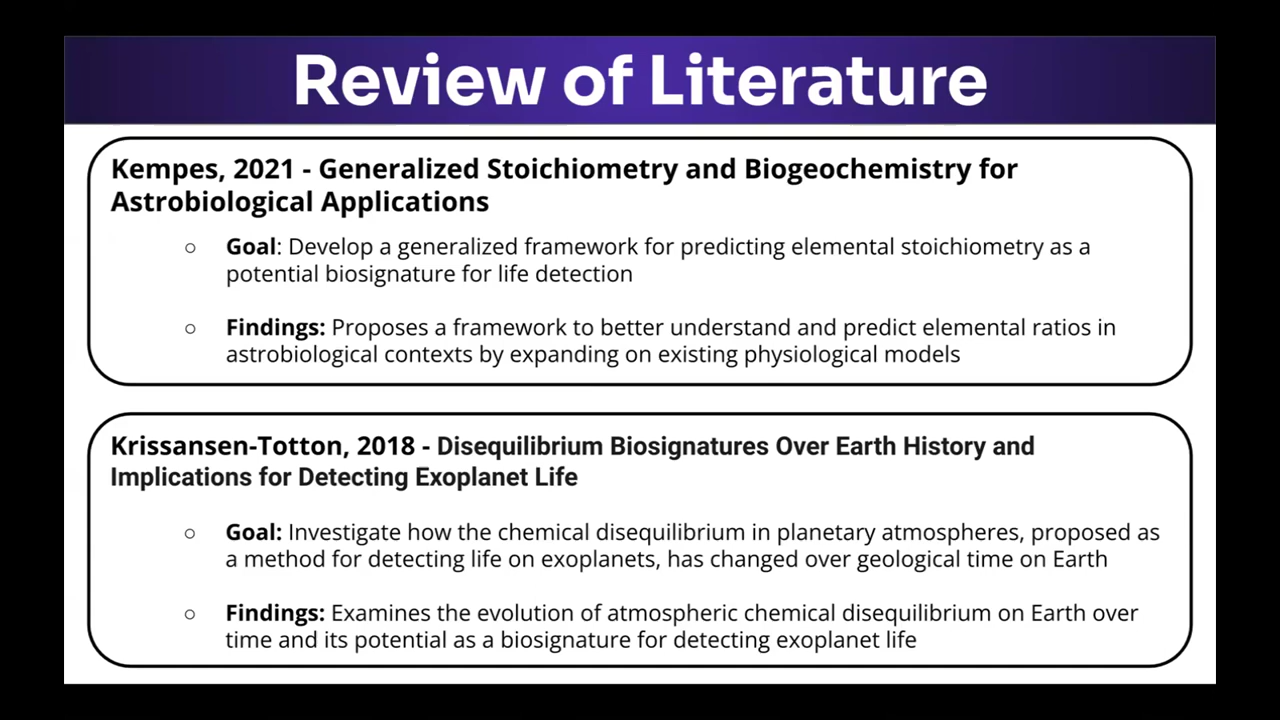 Review of Literature
Kempes, 2021 - Generalized Stoichiometry and Biogeochemistry for
Astrobiological Applications
○ Goal: Develop a generalized framework for predicting elemental stoichiometry as a
potential biosignature for life detection
○ Findings: Proposes a framework to better understand and predict elemental ratios in
astrobiological contexts by expanding on existing physiological models
Krissansen-Totton, 2018 - Disequilibrium Biosignatures Over Earth History and
Implications for Detecting Exoplanet Life
○ Goal: Investigate how the chemical disequilibrium in planetary atmospheres, proposed as
a method for detecting life on exoplanets, has changed over geological time on Earth
○ Findings: Examines the evolution of atmospheric chemical disequilibrium on Earth over
time and its potential as a biosignature for detecting exoplanet life